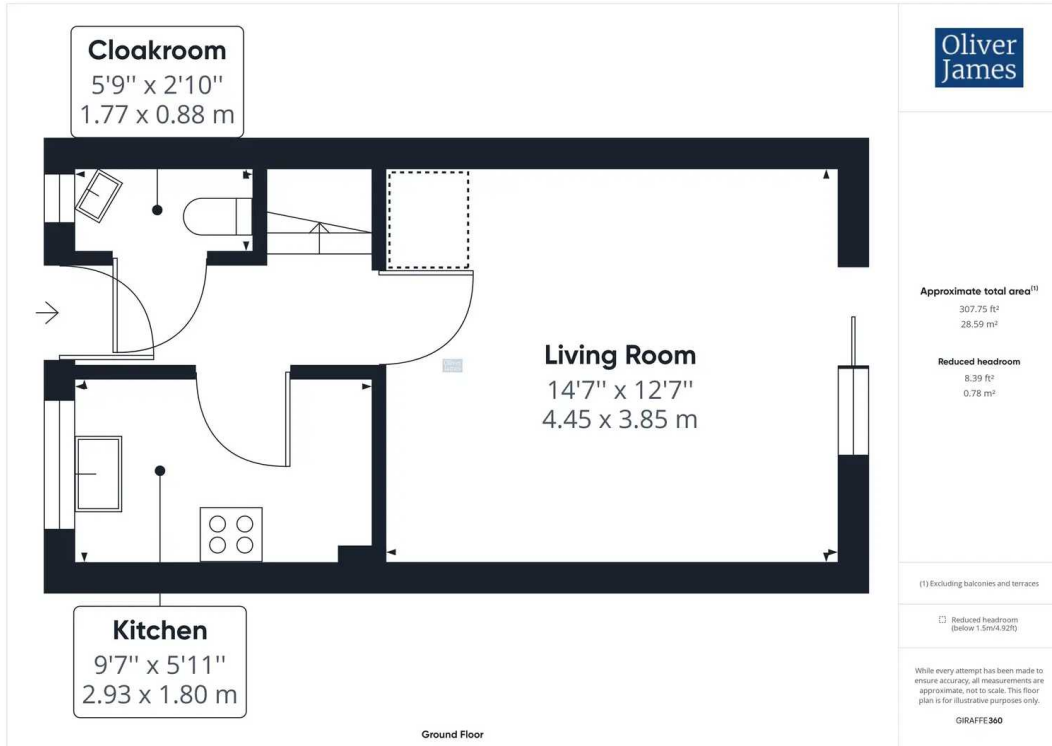 Cloakroom
5'9'' x 2'10''
1.77 x 0.88 m
Living Room
14'7'' x 12'7''
4.45 x 3.85 m
Kitchen
9'7'' x 5'11''
2.93 x 1.80 m
Ground Floor
Oliver
James
Approximate total area(1)
307.75 ft²
28.59 m²
Reduced headroom
8.39 ft²
0.78 m²
(1) Excluding balconies and terraces
Reduced headroom
(below 1.5m/4.92ft)
While every attempt has been made to
ensure accuracy, all measurements are
approximate, not to scale. This floor
plan is for illustrative purposes only.
GIRAFFE360